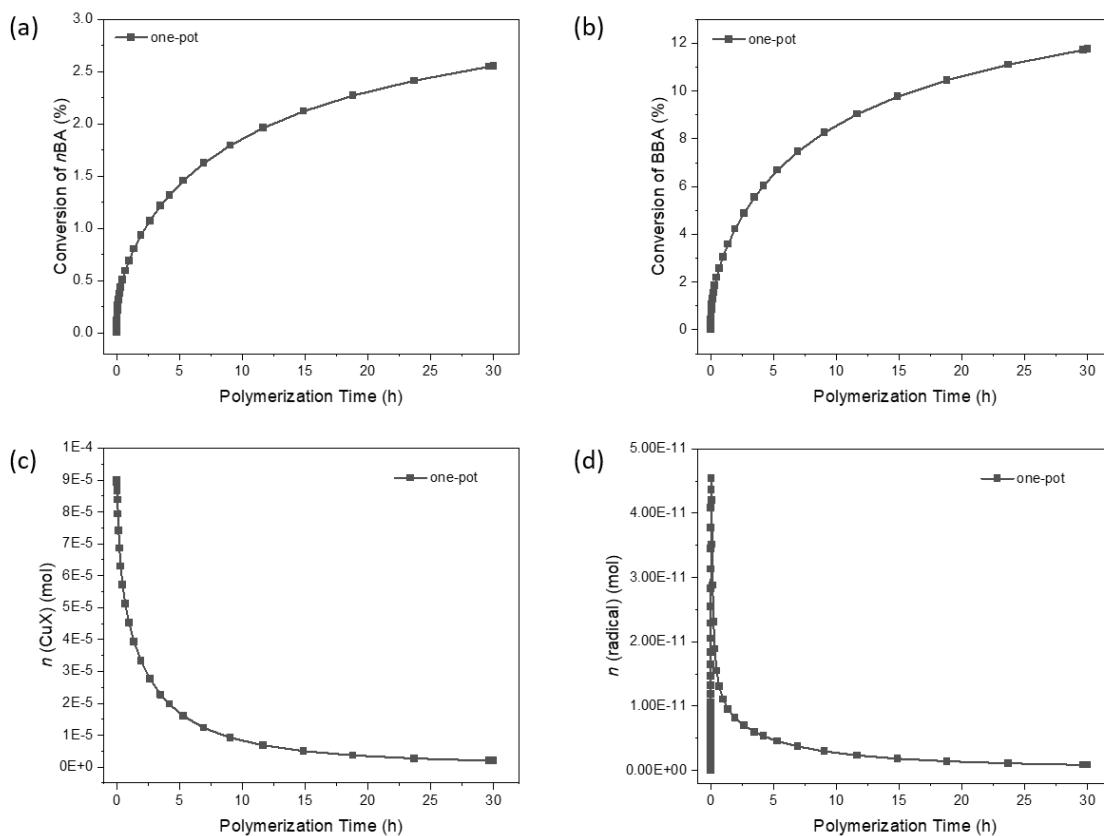 (a)
one-pot
3.0
2.5
2.0
1.5
1.0
0.5
0.0
Conversion of nBA (%)
0 5 10 15 20 25 30
Polymerization Time (h)
(b)
one-pot
12
10
8
6
4
2
0
Conversion of BBA (%)
0 5 10 15 20 25 30
Polymerization Time (h)
(c)
one-pot
1E-4
9E-5
8E-5
7E-5
6E-5
5E-5
4E-5
3E-5
2E-5
1E-5
0E+0
n (CuX) (mol)
0 5 10 15 20 25 30
Polymerization Time (h)
(d)
one-pot
5.00E-11
4.00E-11
3.00E-11
2.00E-11
1.00E-11
0.00E+00
n (radical) (mol)
0 5 10 15 20 25 30
Polymerization Time (h)